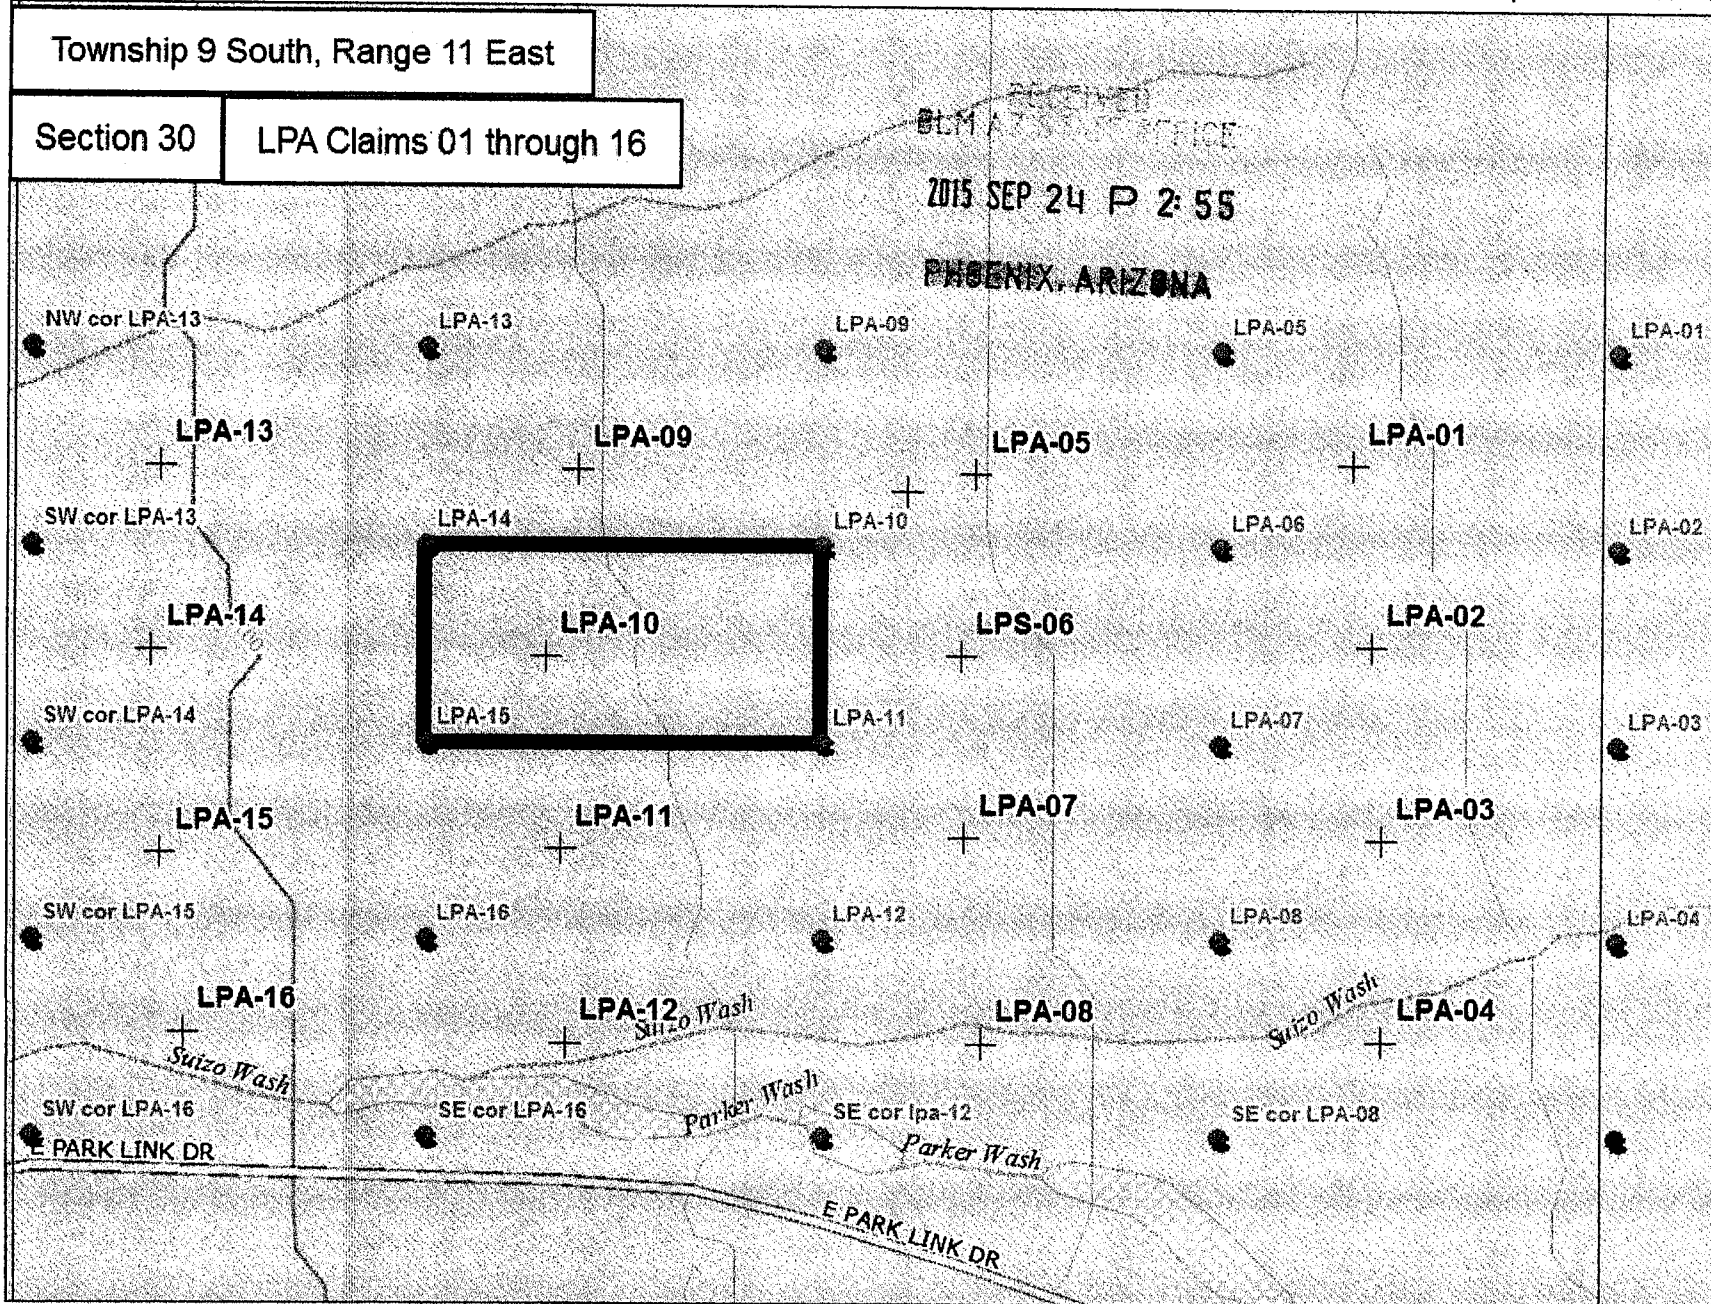 Township 9 South, Range 11 East
Section 30
LPA Claims 01 through 16
RECEIVED
BLM AZ STATE OFFICE
2015 SEP 24 P 2:55
PHOENIX, ARIZONA
NW cor LPA-13
LPA-13
LPA-09
LPA-05
LPA-01
LPA-13
LPA-09
LPA-05
LPA-01
SW cor LPA-13
LPA-14
LPA-10
LPA-06
LPA-02
LPA-14
LPA-10
LPS-06
LPA-02
SW cor LPA-14
LPA-15
LPA-11
LPA-07
LPA-03
LPA-15
LPA-11
LPA-07
LPA-03
SW cor LPA-15
LPA-16
LPA-12
LPA-08
LPA-04
LPA-16
LPA-12
LPA-08
LPA-04
Suizo Wash
Suizo Wash
Suizo Wash
SW cor LPA-16
SE cor LPA-16
Parker Wash
SE cor lpa-12
SE cor LPA-08
E PARK LINK DR
Parker Wash
E PARK LINK DR